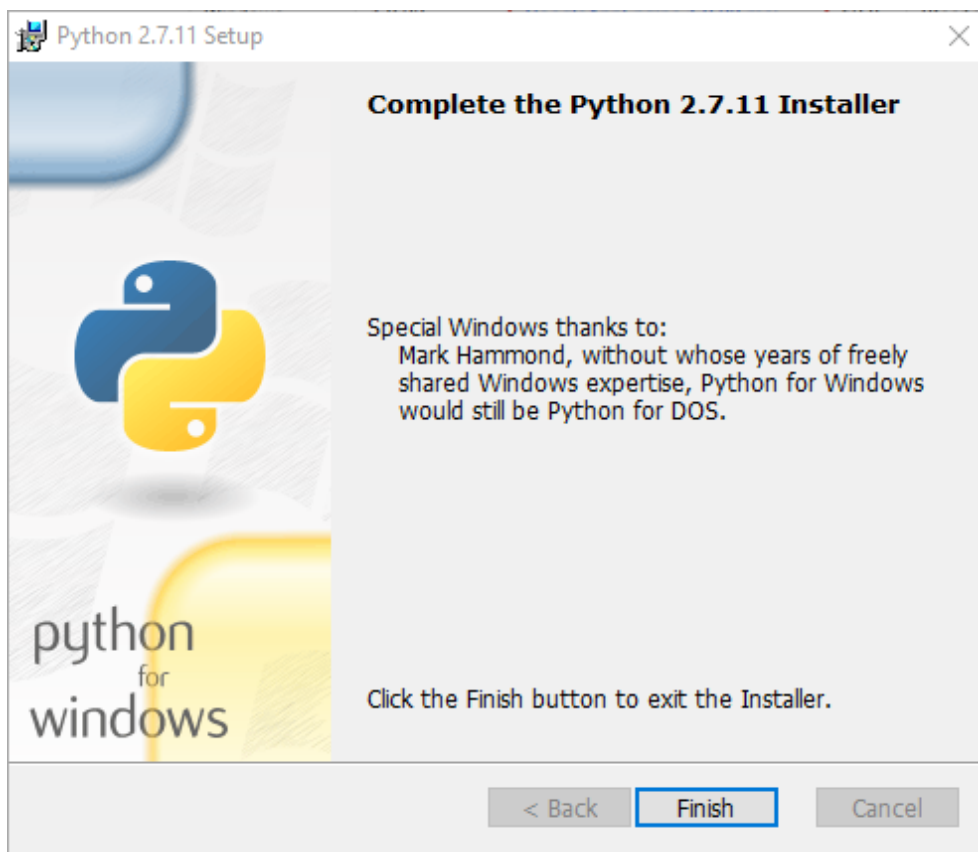 Python 2.7.11 Setup
Complete the Python 2.7.11 Installer
Special Windows thanks to:
Mark Hammond, without whose years of freely
shared Windows expertise, Python for Windows
would still be Python for DOS.
python
for
windows
Click the Finish button to exit the Installer.
< Back
Finish
Cancel